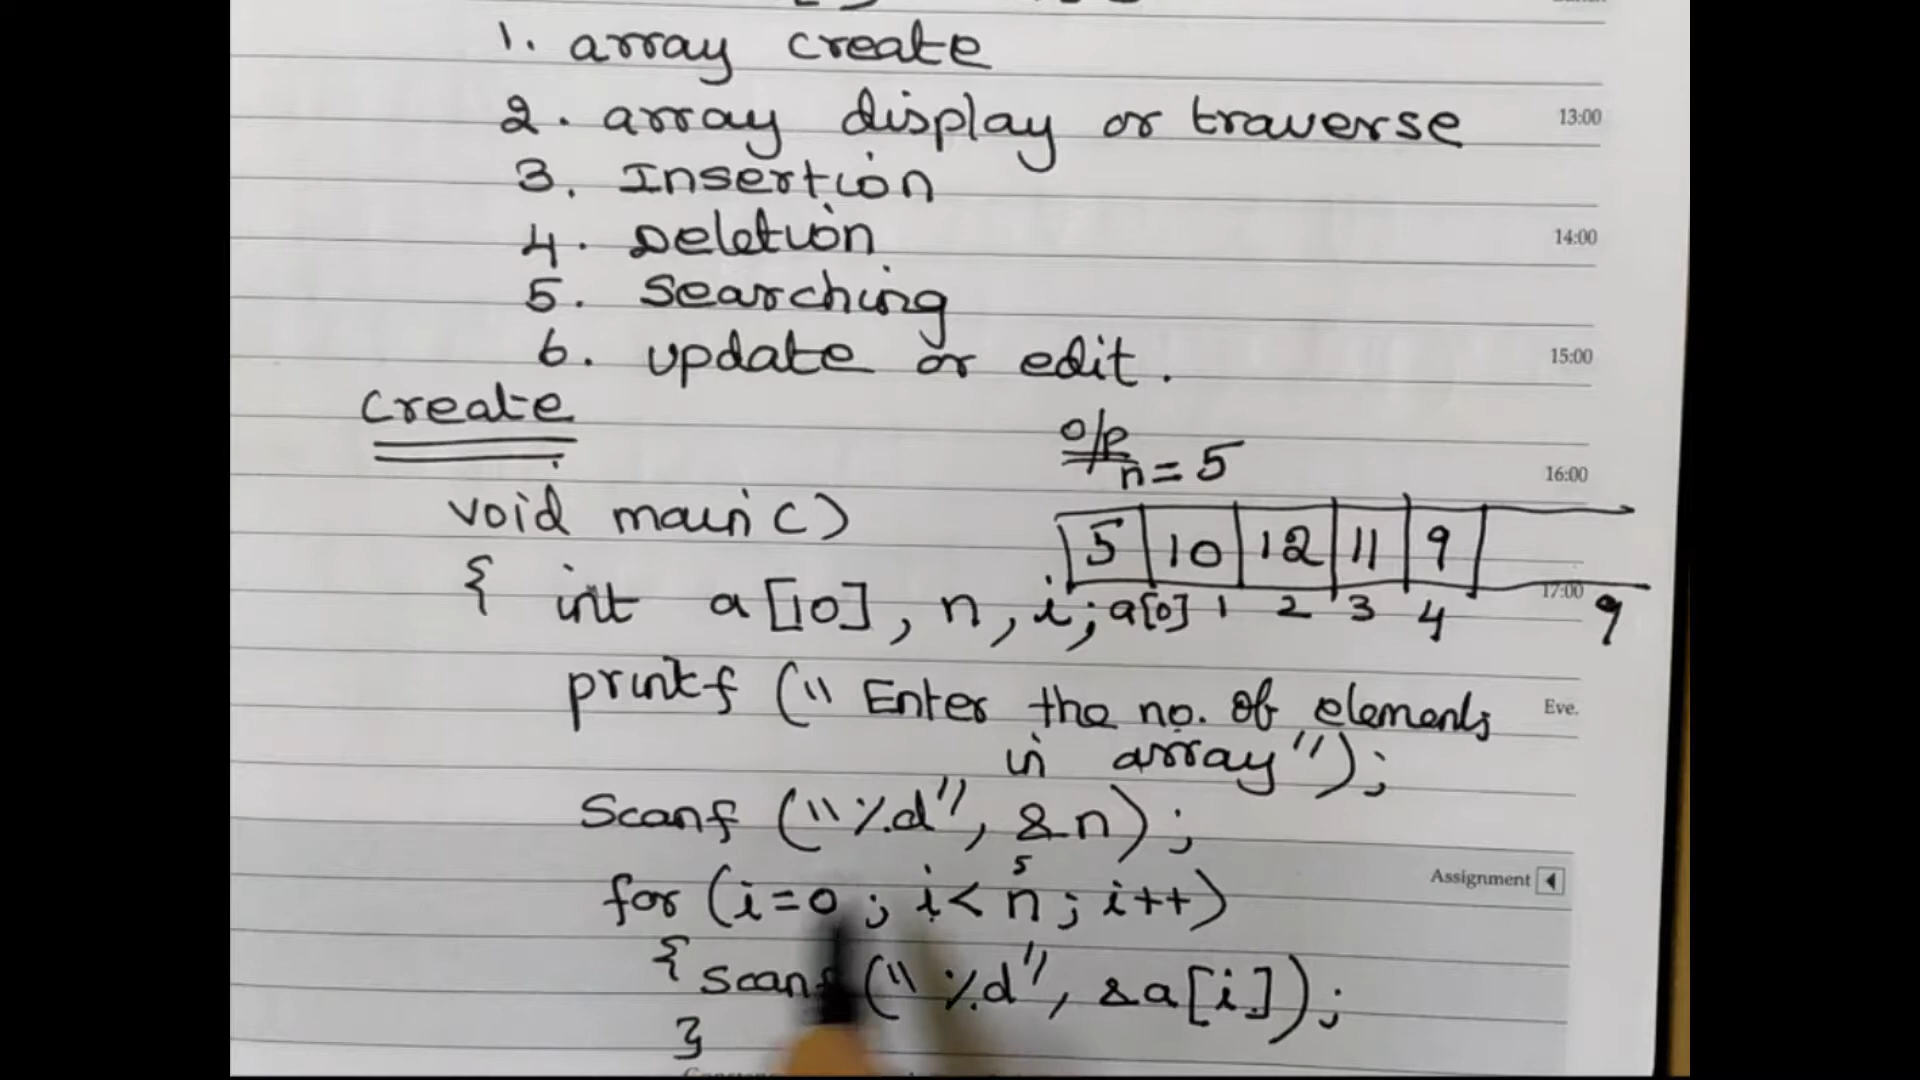 1. array create
2. array display or traverse
13:00
3. Insertion
4. Deletion
14:00
5. Searching
6. update or edit.
15:00
create
o/p
n = 5
16:00
void main()
5 10 12 11 9
{ int a[10], n, i;
a[0] 1 2 3 4 9
17:00
printf (" Enter the no. of elements
Eve.
in array");
Scanf ("%d", &n);
5
for (i=0; i< n; i++)
Assignment
{ scanf ("%d", &a[i]);
}